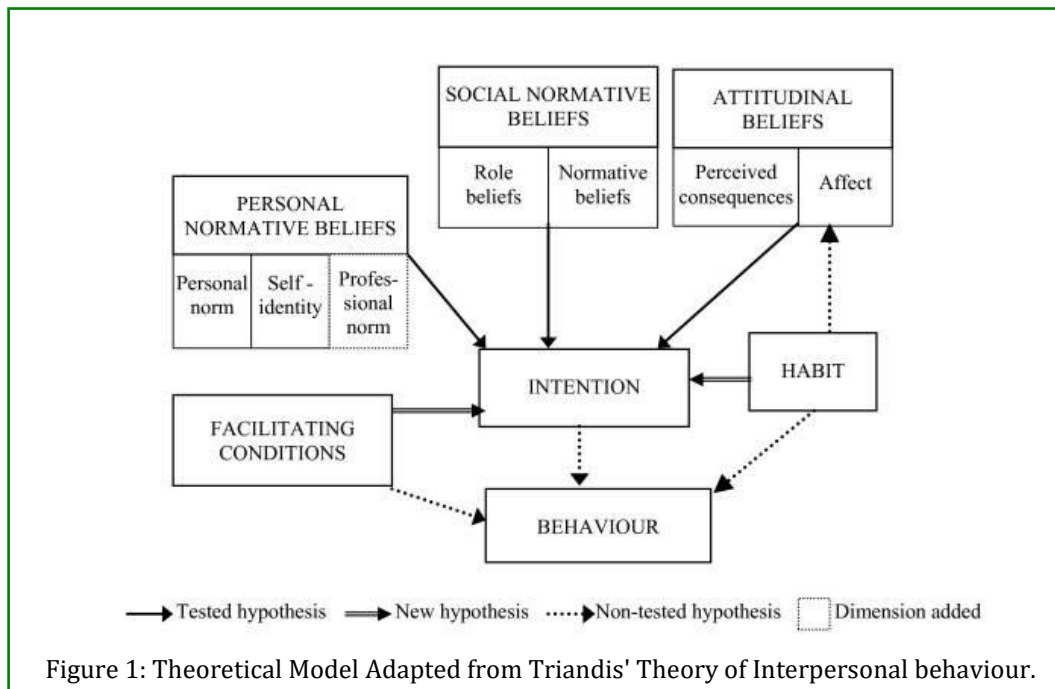 SOCIAL NORMATIVE
BELIEFS
Role
beliefs
Normative
beliefs
ATTITUDINAL
BELIEFS
Perceived
consequences
Affect
PERSONAL
NORMATIVE BELIEFS
Personal
norm
Self -
identity
Profes-
sional
norm
INTENTION
HABIT
FACILITATING
CONDITIONS
BEHAVIOUR
Tested hypothesis
New hypothesis
Non-tested hypothesis
Dimension added
Figure 1: Theoretical Model Adapted from Triandis' Theory of Interpersonal behaviour.